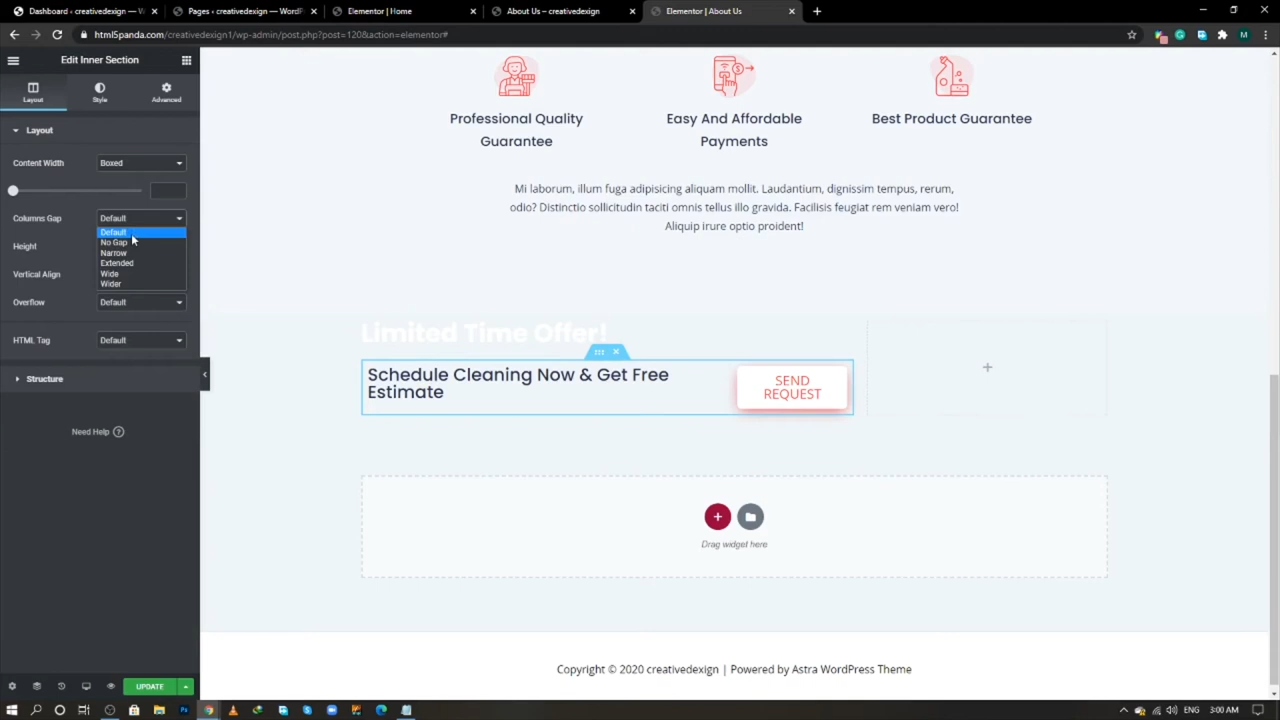 Dashboard ‹ creativedexign — W
Pages ‹ creativedexign — WordPr
Elementor | Home
About Us – creativedexign
Elementor | About Us
html5panda.com/creativedexign1/wp-admin/post.php?post=120&action=elementor#
M
Edit Inner Section
Layout
Style
Advanced
Layout
Content Width
Boxed
Columns Gap
Default
Default
No Gap
Narrow
Extended
Wide
Wider
Height
Vertical Align
Overflow
Default
HTML Tag
Default
Structure
Need Help
UPDATE
Professional Quality
Guarantee
Easy And Affordable
Payments
Best Product Guarantee
Mi laborum, illum fuga adipisicing aliquam mollit. Laudantium, dignissim tempus, rerum,
odio? Distinctio sollicitudin taciti omnis tellus illo gravida. Facilisis feugiat rem veniam vero!
Aliquip irure optio proident!
Limited Time Offer!
Schedule Cleaning Now & Get Free
Estimate
SEND
REQUEST
Drag widget here
Copyright © 2020 creativedexign | Powered by Astra WordPress Theme
ENG
3:00 AM